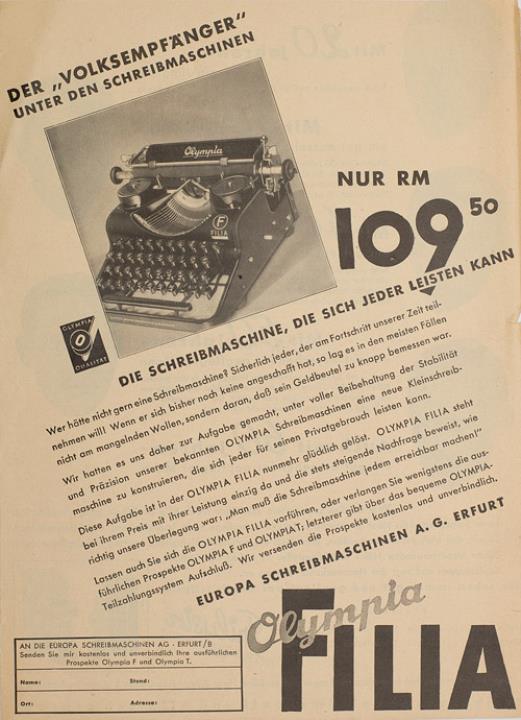 DER „VOLKSEMPFÄNGER"
UNTER DEN SCHREIBMASCHINEN
Olympia
F
FILIA
NUR RM
109 50
OLYMPIA
QUALITÄT
DIE SCHREIBMASCHINE, DIE SICH JEDER LEISTEN KANN
Wer hätte nicht gern eine Schreibmaschine? Sicherlich jeder, der am Fortschritt unserer Zeit teil-
nehmen will! Wenn er sich bisher noch keine angeschafft hat, so lag es in den meisten Fällen
nicht am mangelnden Wollen, sondern daran, daß sein Geldbeutel zu knapp bemessen war.
Wir hatten es uns daher zur Aufgabe gemacht, unter voller Beibehaltung der Stabilität
und Präzision unserer bekannten OLYMPIA Schreibmaschinen eine neue Kleinschreib-
maschine zu konstruieren, die sich jeder für seinen Privatgebrauch leisten kann.
Diese Aufgabe ist in der OLYMPIA FILIA nunmehr glücklich gelöst. OLYMPIA FILIA steht
bei ihrem Preis mit ihrer Leistung einzig da und die stets steigende Nachfrage beweist, wie
richtig unsere Überlegung war: „Man muß die Schreibmaschine jedem erreichbar machen!"
Lassen auch Sie sich die OLYMPIA FILIA vorführen, oder verlangen Sie wenigstens die aus-
führlichen Prospekte OLYMPIA F und OLYMPIA T; letzterer gibt über das bequeme OLYMPIA-
Teilzahlungssystem Aufschluß. Wir versenden die Prospekte kostenlos und unverbindlich.
EUROPA SCHREIBMASCHINEN A. G. ERFURT
Olympia
FILIA
AN DIE EUROPA SCHREIBMASCHINEN AG · ERFURT/B
Senden Sie mir kostenlos und unverbindlich Ihre ausführlichen
Prospekte Olympia F und Olympia T.
Name: Stand:
Ort: Adresse: